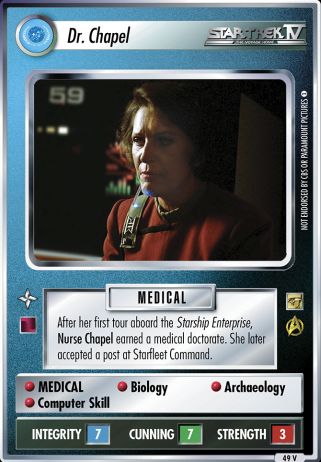 Dr. Chapel
STAR TREK IV
THE VOYAGE HOME
59
NOT ENDORSED BY CBS OR PARAMOUNT PICTURES
MEDICAL
After her first tour aboard the Starship Enterprise,
Nurse Chapel earned a medical doctorate. She later
accepted a post at Starfleet Command.
MEDICAL Biology Archaeology
Computer Skill
INTEGRITY 7 CUNNING 7 STRENGTH 3
49 V